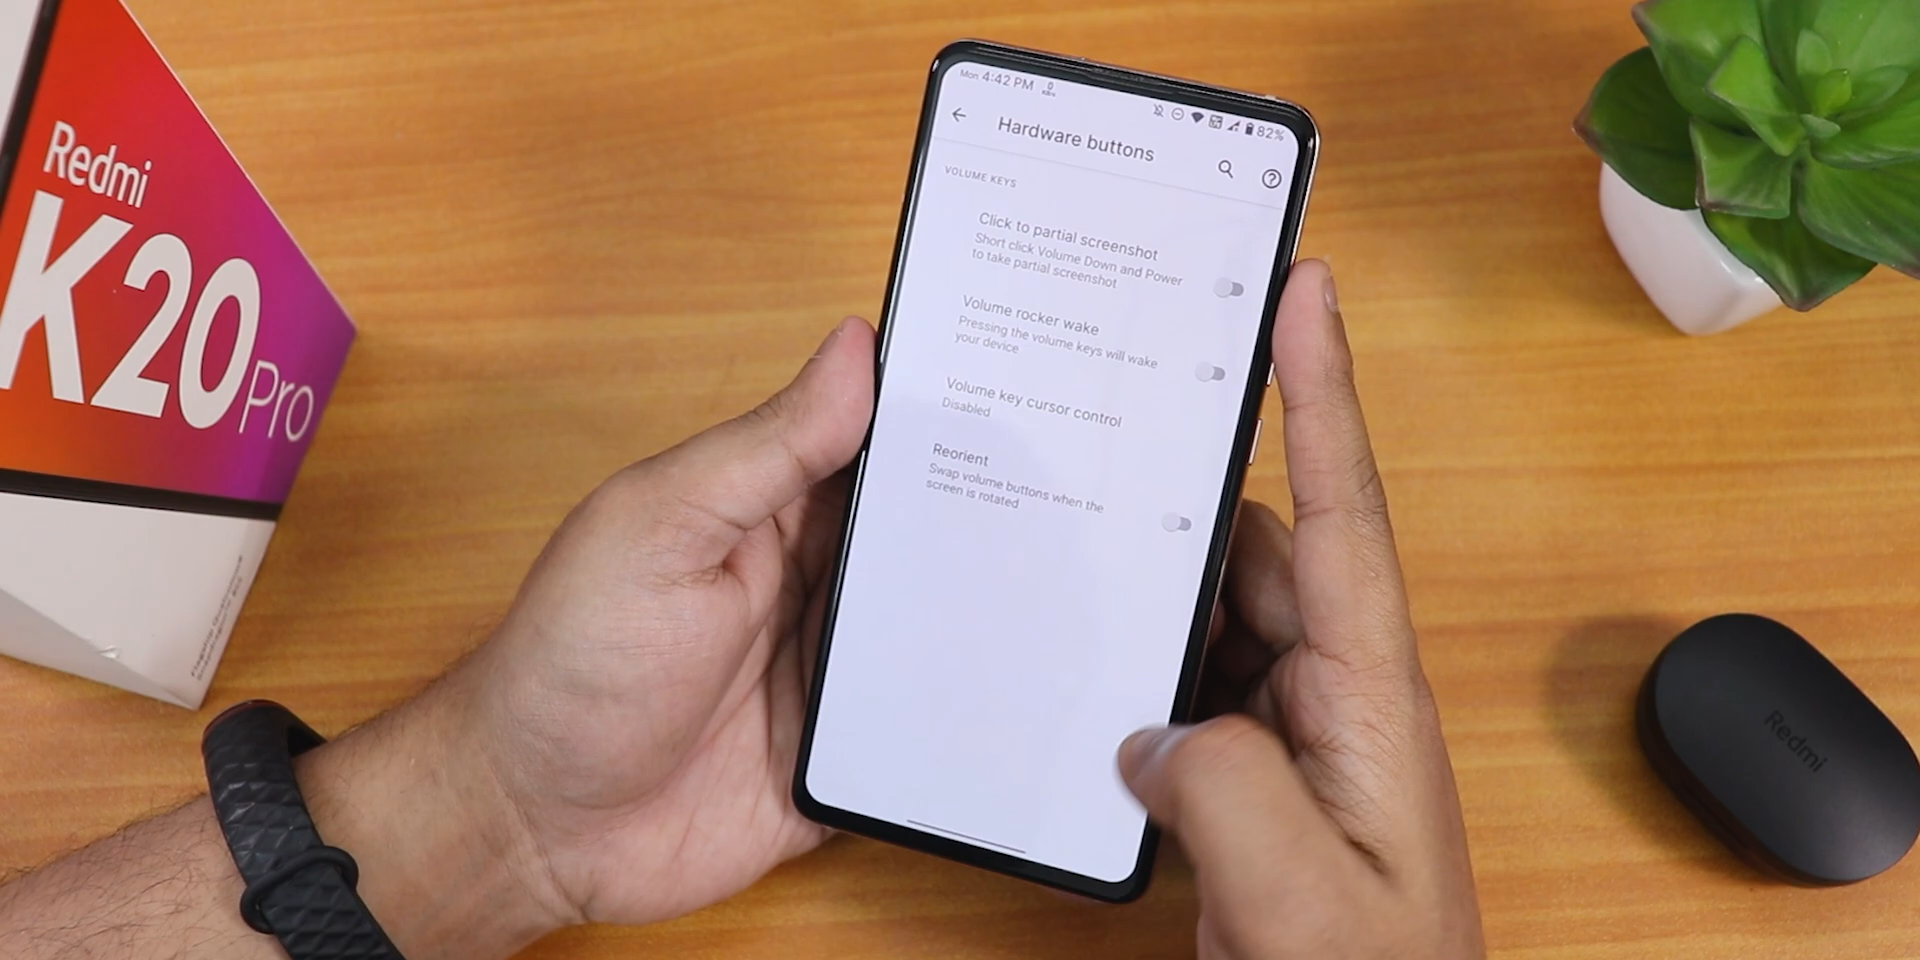 Redmi
K20 Pro
Mon 4:42 PM
82%
Hardware buttons
VOLUME KEYS
Click to partial screenshot
Short click Volume Down and Power
to take partial screenshot
Volume rocker wake
Pressing the volume keys will wake
your device
Volume key cursor control
Disabled
Reorient
Swap volume buttons when the
screen is rotated
Redmi